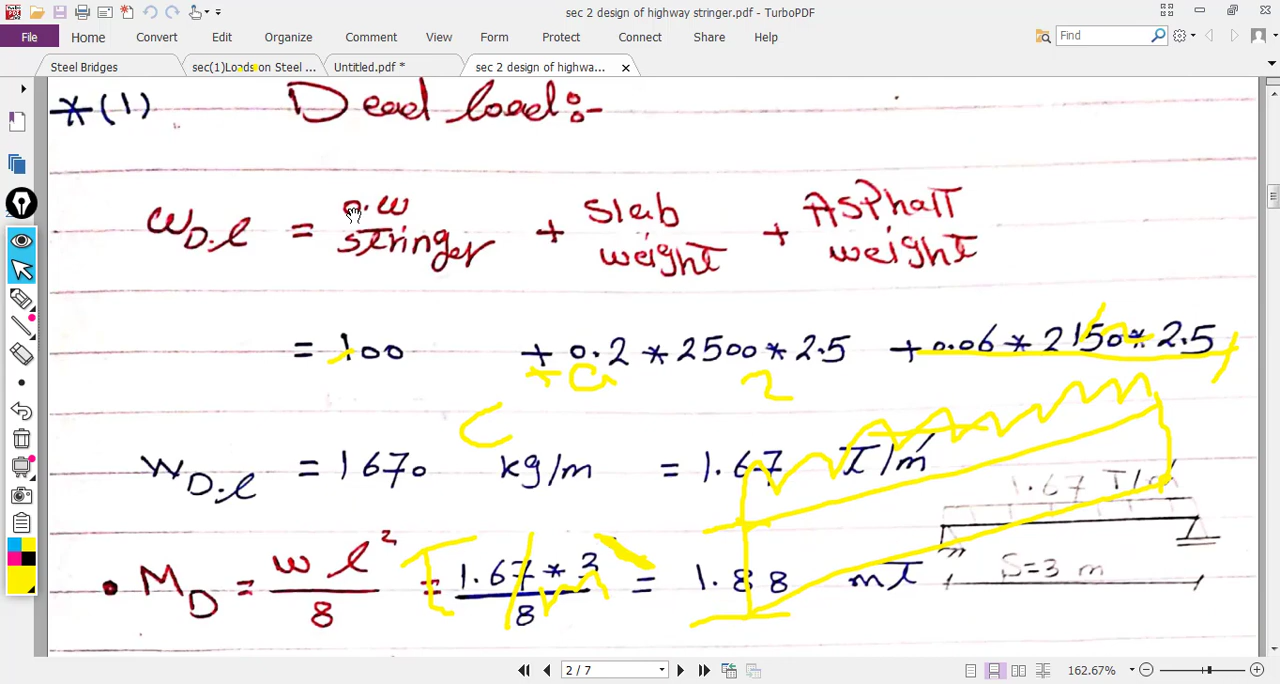 sec 2 design of highway stringer.pdf - TurboPDF
File Home Convert Edit Organize Comment View Form Protect Connect Share Help Find
Steel Bridges sec(1)Loads on Steel ... Untitled.pdf * sec 2 design of highwa...
*(1) Dead load:-
W D.l = o.w stringer + Slab weight + Asphalt weight
= 100 + 0.2 * 2500 * 2.5 + 0.06 * 2150 * 2.5
W D.l = 1670 kg/m = 1.67 t/m'
1.67 T/m'
• M D = w l² / 8 = 1.67 * 3 / 8 = 1.88 mt
S=3 m
T/m
2 / 7 162.67%